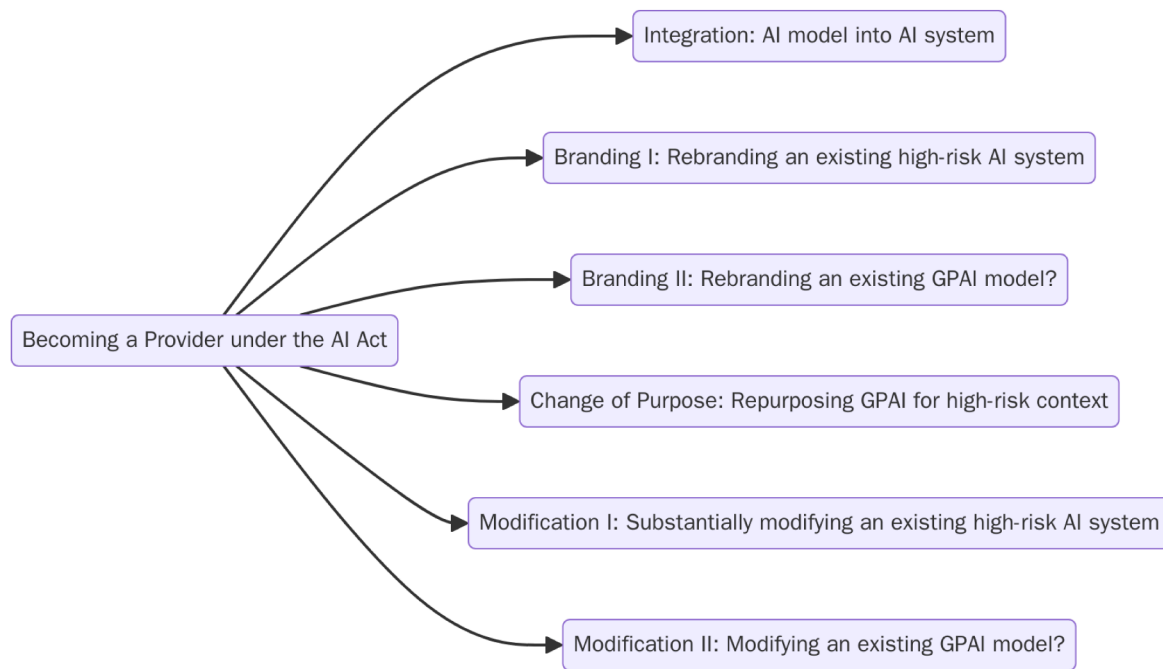 Integration: AI model into AI system
Branding I: Rebranding an existing high-risk AI system
Branding II: Rebranding an existing GPAI model?
Becoming a Provider under the AI Act
Change of Purpose: Repurposing GPAI for high-risk context
Modification I: Substantially modifying an existing high-risk AI system
Modification II: Modifying an existing GPAI model?